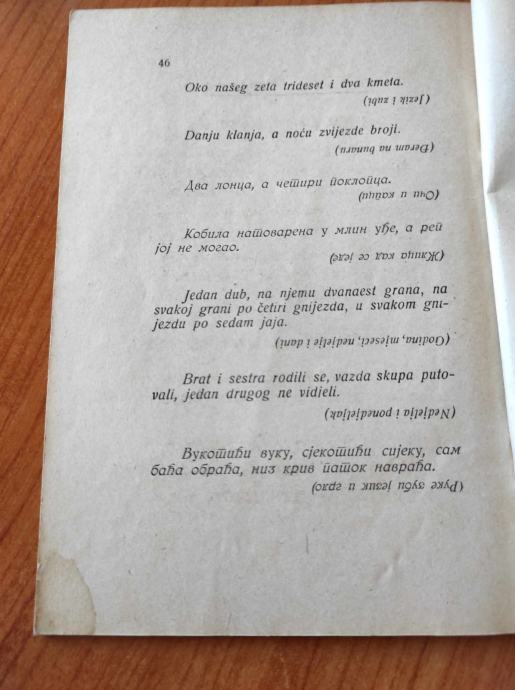 46
Oko našeg zeta trideset i dva kmeta.
(Jezik i zubi)
Danju klanja, a noću zvijezde broji.
(Đeram na bunaru)
Два лонца, а четири поклопца.
(Очи и капци)
Кобила натоварена у млин уђе, а реп
јој не могао.
(Жлица кад се једе)
Jedan dub, na njemu dvanaest grana, na
svakoj grani po četiri gnijezda, u svakom gni-
jezdu po sedam jaja.
(Godina, mjeseci, nedjelje i dani)
Brat i sestra rodili se, vazda skupa puto-
vali, jedan drugog ne vidjeli.
(Nedjelja i ponedjeljak)
Вукотићи вуку, сјекотићи сијеку, сам
баћа обраћа, низ крив паток навраћа.
(Руке зуби језик и грло)